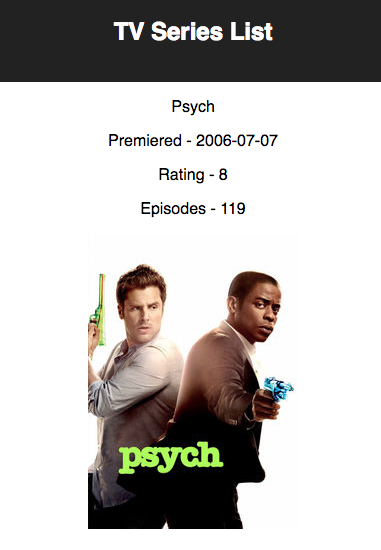 TV Series List
Psych
Premiered - 2006-07-07
Rating - 8
Episodes - 119
psych